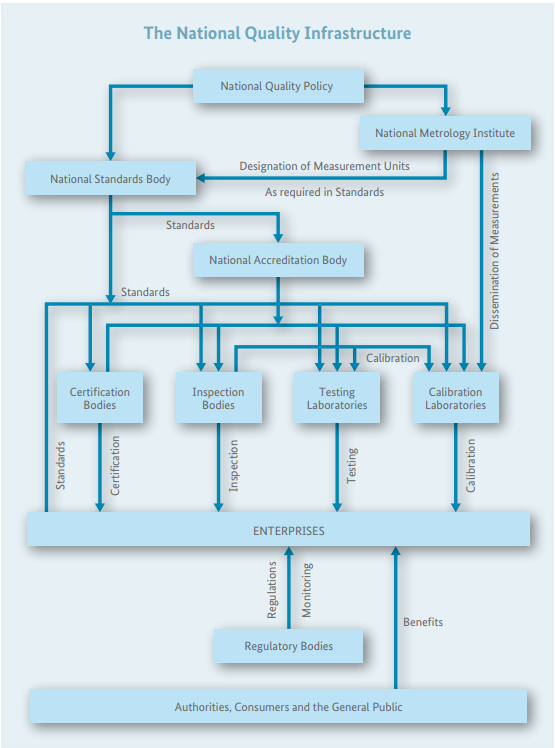 The National Quality Infrastructure
National Quality Policy
National Metrology Institute
Designation of Measurement Units
National Standards Body
As required in Standards
Dissemination of Measurements
Standards
National Accreditation Body
Standards
Calibration
Certification
Bodies
Inspection
Bodies
Testing
Laboratories
Calibration
Laboratories
Standards
Certification
Inspection
Testing
Calibration
ENTERPRISES
Regulations
Monitoring
Benefits
Regulatory Bodies
Authorities, Consumers and the General Public